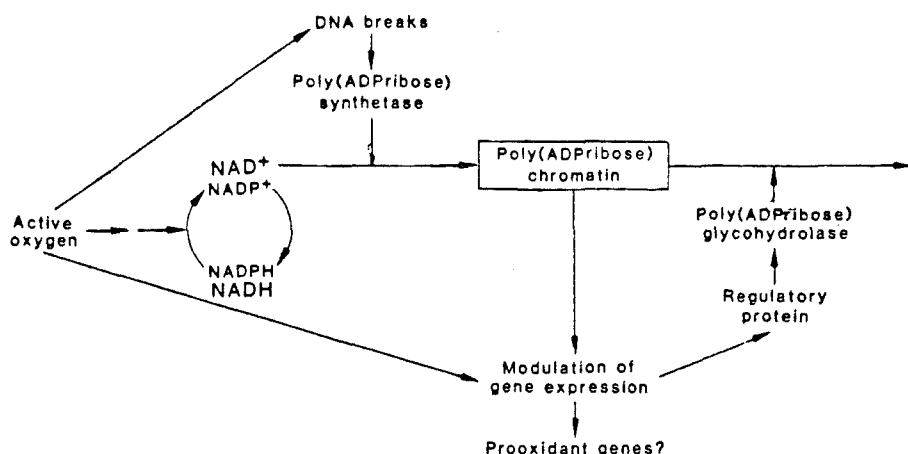 DNA breaks
Poly(ADPribose)
synthetase
NAD+
NADP+
Poly(ADPribose)
chromatin
Active
oxygen
Poly(ADPribose)
glycohydrolase
NADPH
NADH
Regulatory
protein
Modulation of
gene expression
Prooxidant genes?